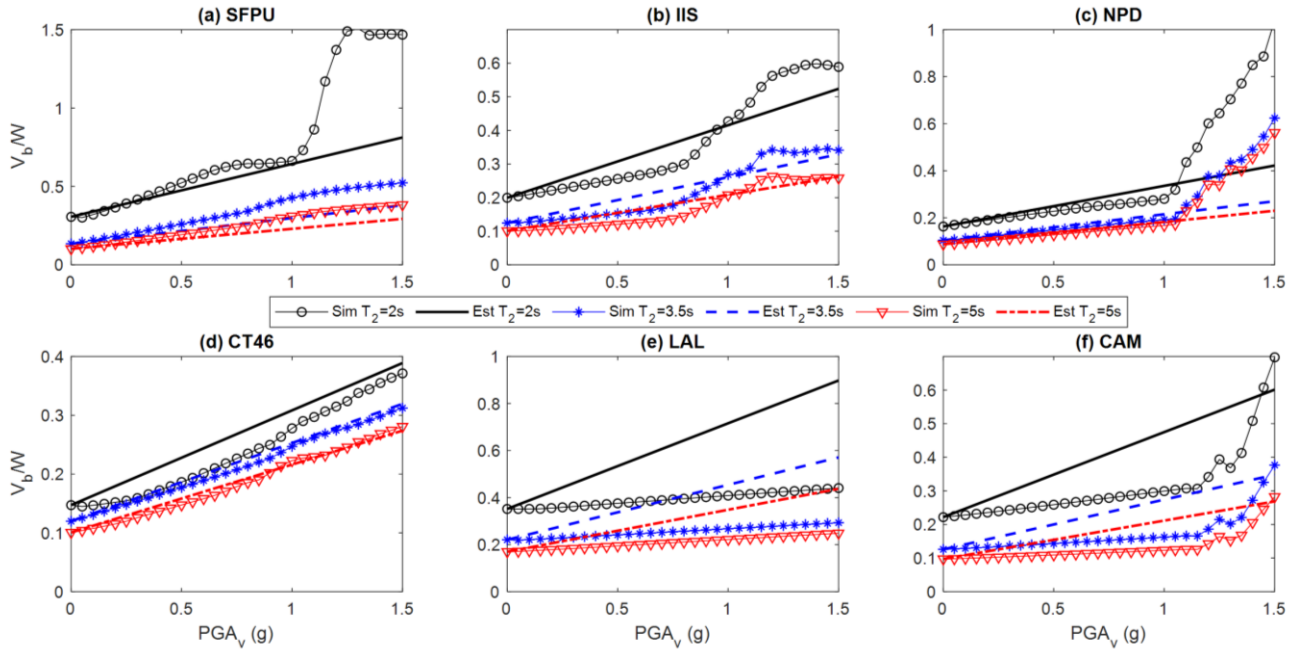 (a) SFPU
(b) IIS
(c) NPD
V_b/W
1.5
1
0.5
0
0 0.5 1 1.5
0.6
0.5
0.4
0.3
0.2
0.1
0
0 0.5 1 1.5
1
0.8
0.6
0.4
0.2
0
0 0.5 1 1.5
Sim T_2=2s Est T_2=2s Sim T_2=3.5s Est T_2=3.5s Sim T_2=5s Est T_2=5s
(d) CT46
(e) LAL
(f) CAM
V_b/W
0.4
0.3
0.2
0.1
0
0 0.5 1 1.5
PGA_v (g)
1
0.8
0.6
0.4
0.2
0
0 0.5 1 1.5
PGA_v (g)
0.6
0.5
0.4
0.3
0.2
0.1
0
0 0.5 1 1.5
PGA_v (g)